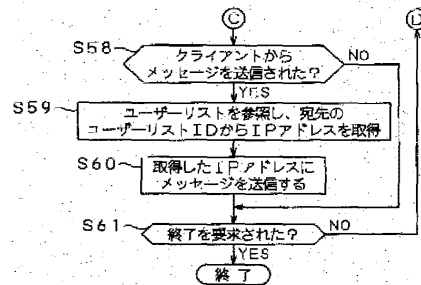 C
D
S58
クライアントから
メッセージを送信された?
NO
YES
S59
ユーザーリストを参照し、宛先の
ユーザーリストIDからIPアドレスを取得
S60
取得したIPアドレスに
メッセージを送信する
S61
終了を要求された?
NO
YES
終了